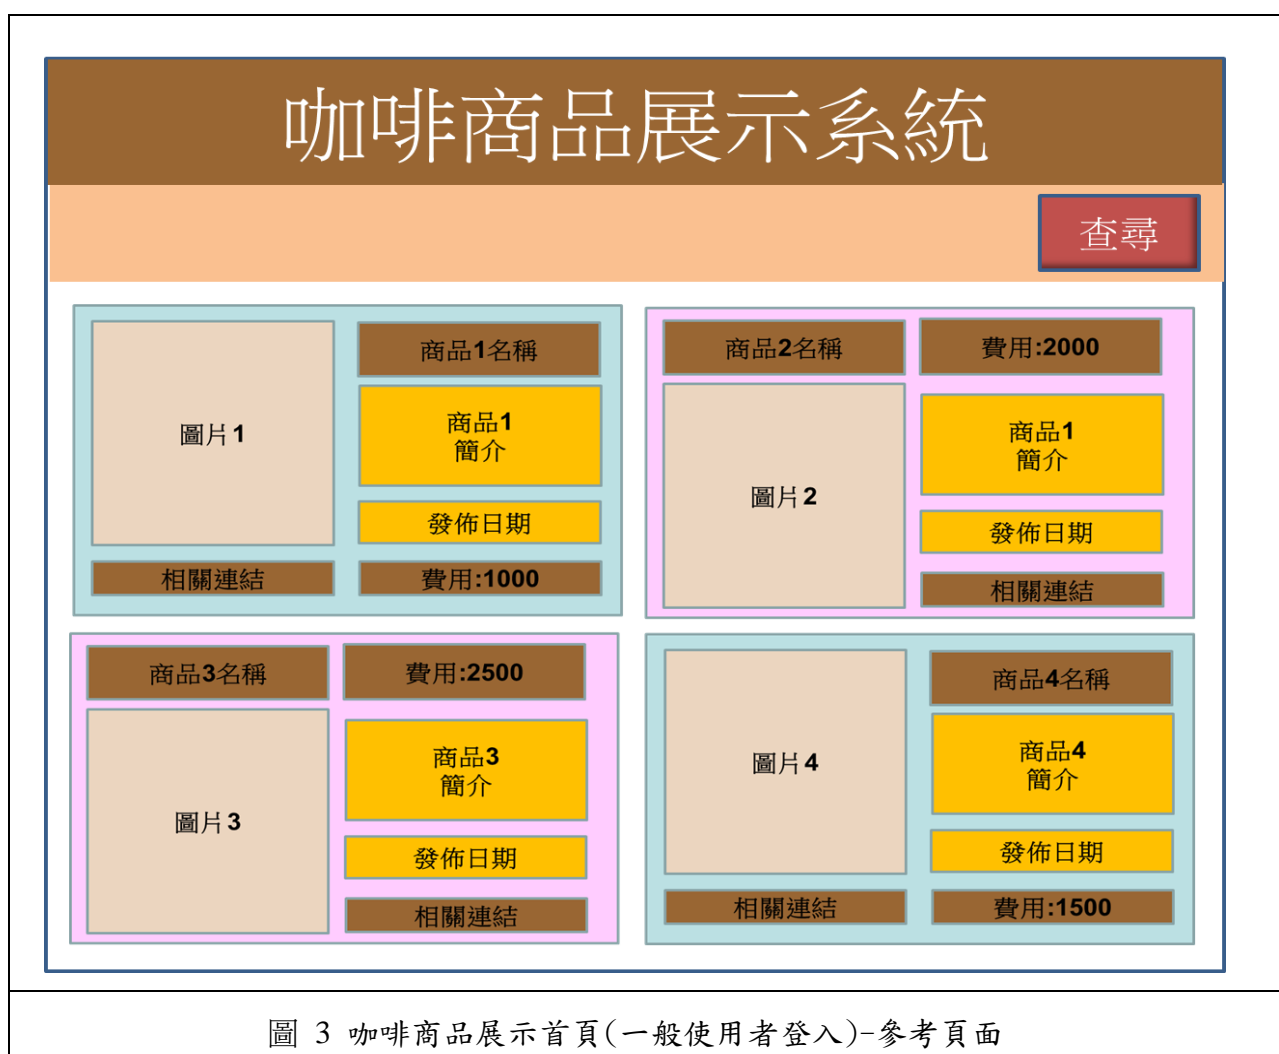 咖啡商品展示系統
查尋
圖片1
商品1名稱
商品1
簡介
發佈日期
相關連結
費用:1000
商品2名稱
費用:2000
圖片2
商品1
簡介
發佈日期
相關連結
商品3名稱
費用:2500
圖片3
商品3
簡介
發佈日期
相關連結
圖片4
商品4名稱
商品4
簡介
發佈日期
相關連結
費用:1500
圖 3 咖啡商品展示首頁(一般使用者登入)-參考頁面